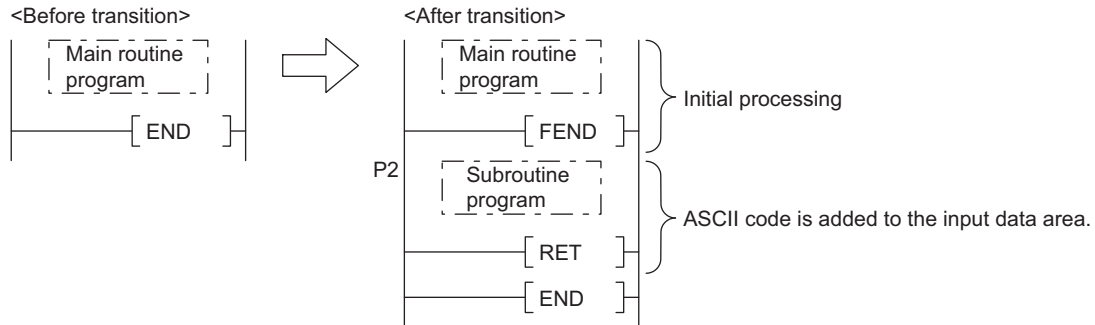 <Before transition>
Main routine
program
END
<After transition>
Main routine
program
Initial processing
FEND
P2
Subroutine
program
ASCII code is added to the input data area.
RET
END